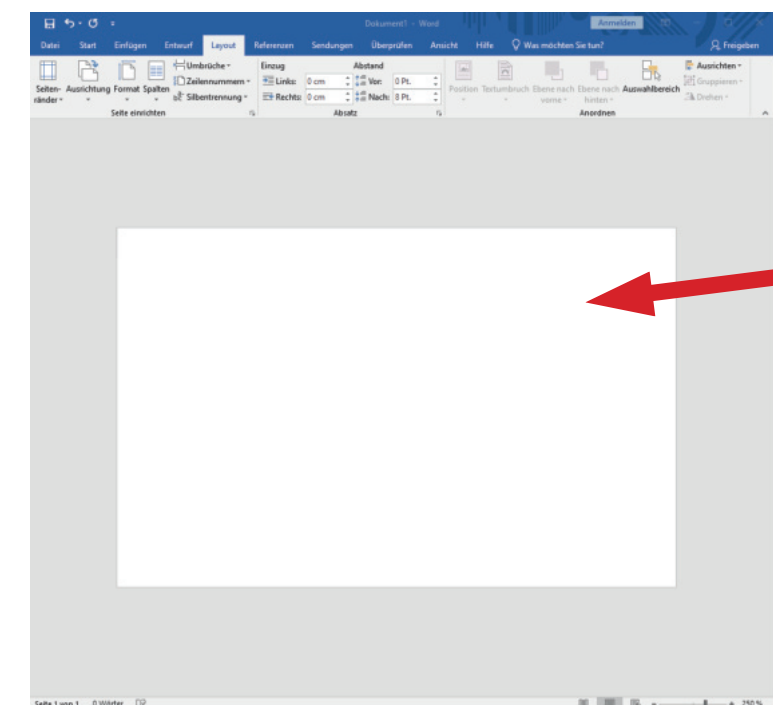 Dokument1 - Word
Anmelden
Datei Start Einfügen Entwurf Layout Referenzen Sendungen Überprüfen Ansicht Hilfe Was möchten Sie tun? Freigeben
Seiten-
ränder
Ausrichtung
Format
Spalten
Umbrüche
Zeilennummern
Silbentrennung
Seite einrichten
Einzug
Links: 0 cm
Rechts: 0 cm
Abstand
Vor: 0 Pt.
Nach: 8 Pt.
Absatz
Position
Textumbruch
Ebene nach
vorne
Ebene nach
hinten
Auswahlbereich
Ausrichten
Gruppieren
Drehen
Anordnen
Seite 1 von 1 0 Wörter 250 %